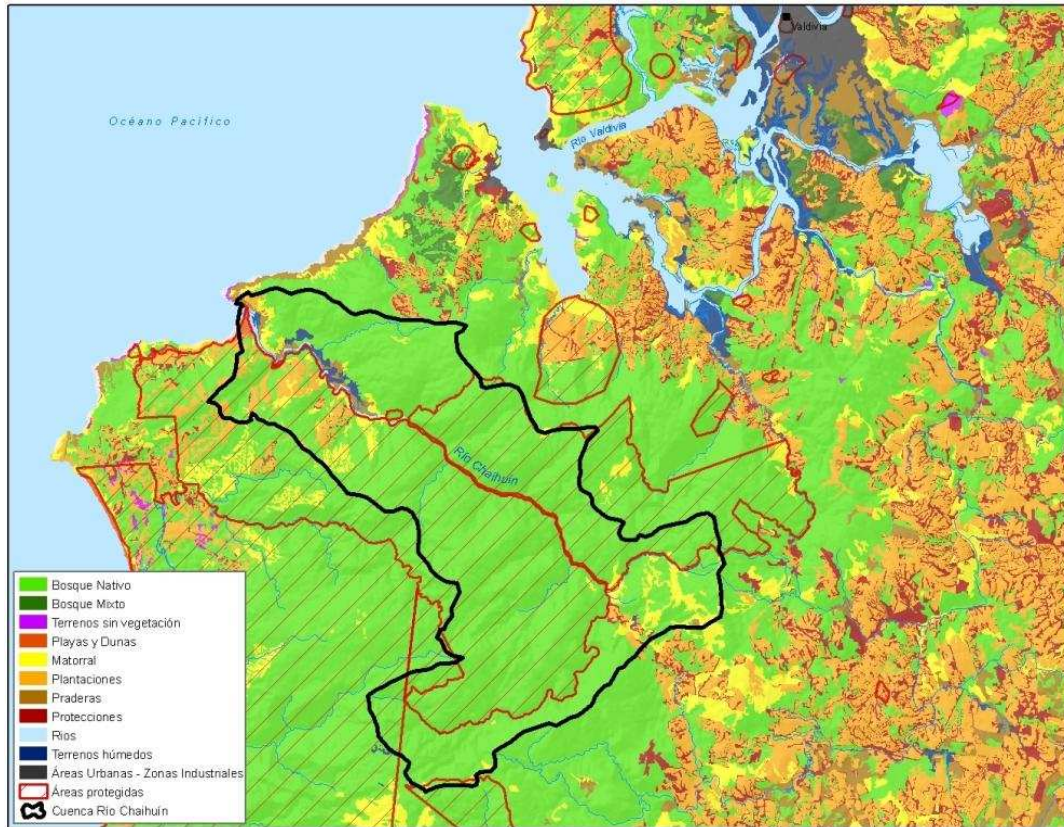 Valdivia
Océano Pacífico
Río Valdivia
Río Chaihuín
Bosque Nativo
Bosque Mixto
Terrenos sin vegetación
Playas y Dunas
Matorral
Plantaciones
Praderas
Protecciones
Rios
Terrenos húmedos
Áreas Urbanas - Zonas Industriales
Áreas protegidas
Cuenca Río Chaihuín